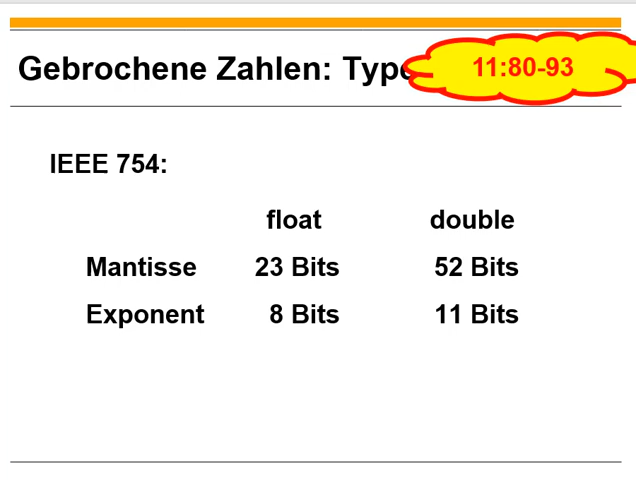 Gebrochene Zahlen: Type
11:80-93
IEEE 754:
float double
Mantisse 23 Bits 52 Bits
Exponent 8 Bits 11 Bits